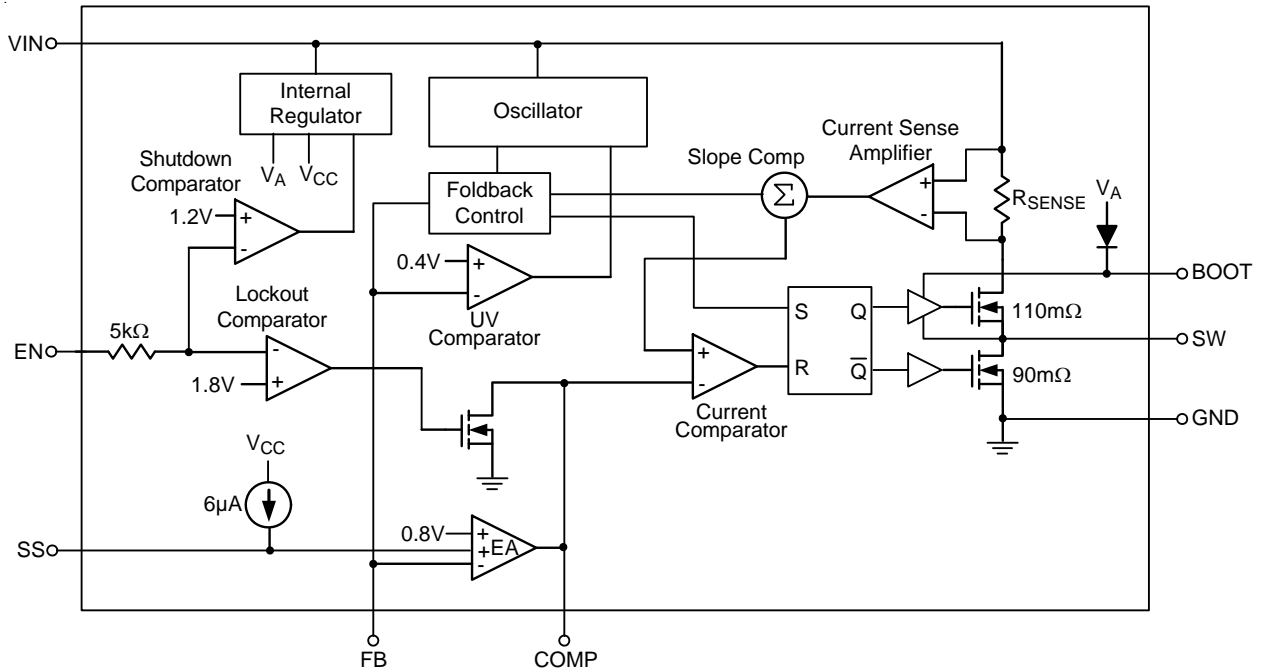 VIN
Internal
Regulator
Oscillator
Current Sense
Amplifier
Shutdown
Comparator
VA
VCC
Slope Comp
Foldback
Control
Σ
+
-
RSENSE
VA
1.2V
+
-
0.4V
+
-
BOOT
Lockout
Comparator
UV
Comparator
S
Q
110mΩ
5kΩ
EN
-
1.8V
+
+
-
R
Q
SW
90mΩ
Current
Comparator
GND
VCC
6µA
0.8V
+
+
EA
-
SS
FB
COMP